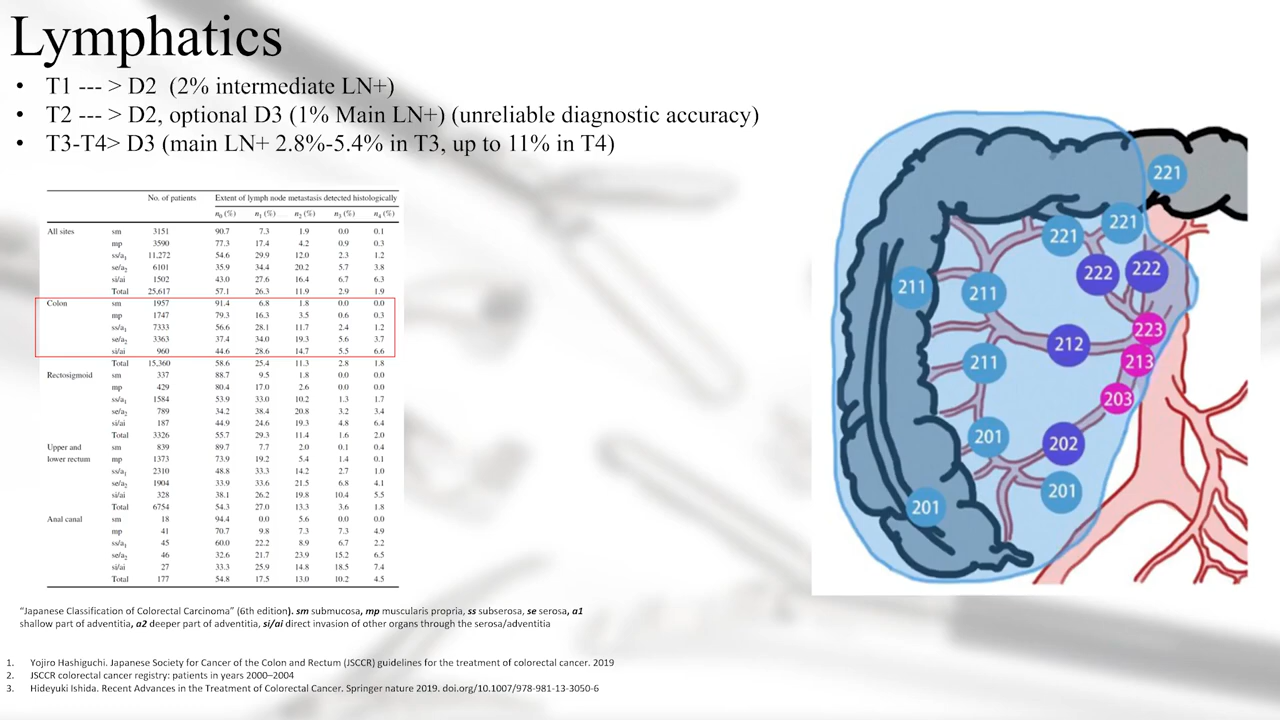 Lymphatics
• T1 --- > D2 (2% intermediate LN+)
• T2 --- > D2, optional D3 (1% Main LN+) (unreliable diagnostic accuracy)
• T3-T4> D3 (main LN+ 2.8%-5.4% in T3, up to 11% in T4)
No. of patients Extent of lymph node metastasis detected histologically
n0 (%) n1 (%) n2 (%) n3 (%) n4 (%)
All sites sm 3151 90.7 7.3 1.9 0.0 0.1
mp 3590 77.3 17.4 4.2 0.9 0.3
ss/a1 11,272 54.6 29.9 12.0 2.3 1.2
se/a2 6101 35.9 34.4 20.2 5.7 3.8
si/ai 1502 43.0 27.6 16.4 6.7 6.3
Total 25,617 57.1 26.3 11.9 2.9 1.9
Colon sm 1957 91.4 6.8 1.8 0.0 0.0
mp 1747 79.3 16.3 3.5 0.6 0.3
ss/a1 7333 56.6 28.1 11.7 2.4 1.2
se/a2 3363 37.4 34.0 19.3 5.6 3.7
si/ai 960 44.6 28.6 14.7 5.5 6.6
Total 15,360 58.6 25.4 11.3 2.8 1.8
Rectosigmoid sm 337 88.7 9.5 1.8 0.0 0.0
mp 429 80.4 17.0 2.6 0.0 0.0
ss/a1 1584 53.9 33.0 10.2 1.3 1.7
se/a2 789 34.2 38.4 20.8 3.2 3.4
si/ai 187 44.9 24.6 19.3 4.8 6.4
Total 3326 55.7 29.3 11.4 1.6 2.0
Upper and sm 839 89.7 7.7 2.0 0.1 0.4
lower rectum mp 1373 73.9 19.2 5.4 1.4 0.1
ss/a1 2310 48.8 33.3 14.2 2.7 1.0
se/a2 1904 33.9 33.6 21.5 6.8 4.1
si/ai 328 38.1 26.2 19.8 10.4 5.5
Total 6754 54.3 27.0 13.3 3.6 1.8
Anal canal sm 18 94.4 0.0 5.6 0.0 0.0
mp 41 70.7 9.8 7.3 7.3 4.9
ss/a1 45 60.0 22.2 8.9 6.7 2.2
se/a2 46 32.6 21.7 23.9 15.2 6.5
si/ai 27 33.3 25.9 14.8 18.5 7.4
Total 177 54.8 17.5 13.0 10.2 4.5
221
221
221
222
222
211
211
223
212
213
211
203
201
202
201
201
"Japanese Classification of Colorectal Carcinoma" (6th edition). sm submucosa, mp muscularis propria, ss subserosa, se serosa, a1
shallow part of adventitia, a2 deeper part of adventitia, si/ai direct invasion of other organs through the serosa/adventitia
1. Yojiro Hashiguchi. Japanese Society for Cancer of the Colon and Rectum (JSCCR) guidelines for the treatment of colorectal cancer. 2019
2. JSCCR colorectal cancer registry: patients in years 2000–2004
3. Hideyuki Ishida. Recent Advances in the Treatment of Colorectal Cancer. Springer nature 2019. doi.org/10.1007/978-981-13-3050-6